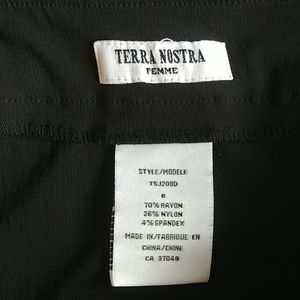 TERRA NOSTRA
FEMME
STYLE/MODELE
TSJ209D
6
70% RAYON
26% NYLON
4% SPANDEX
MADE IN/FABRIQUE EN
CHINA/CHINE
CA 37049